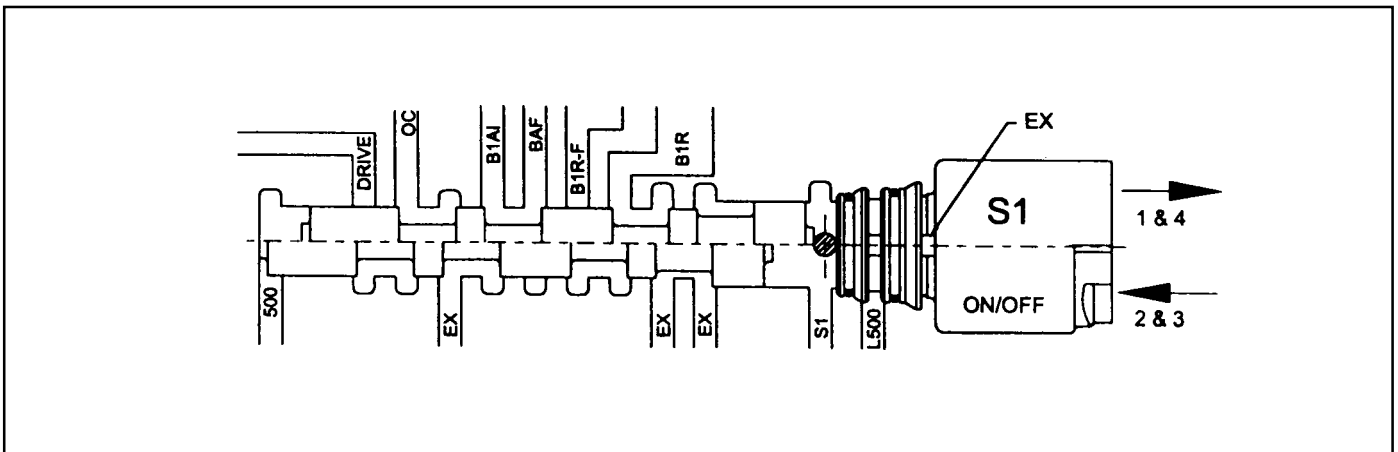 DRIVE
OC
B1AI
BAF
B1R-F
B1R
EX
S1
1 & 4
ON/OFF
2 & 3
500
EX
EX
EX
S1
L500